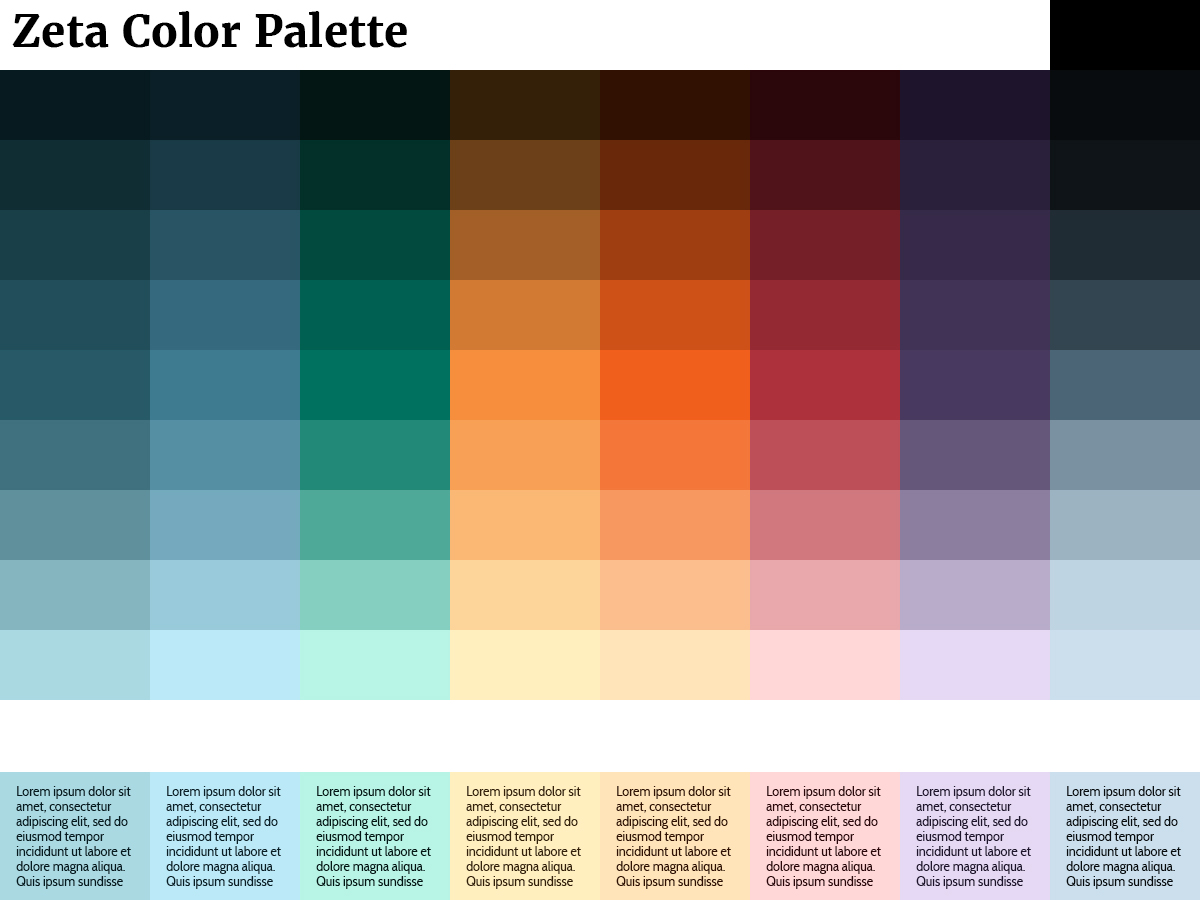 Zeta Color Palette
Lorem ipsum dolor sit
amet, consectetur
adipiscing elit, sed do
eiusmod tempor
incididunt ut labore et
dolore magna aliqua.
Quis ipsum sundisse
Lorem ipsum dolor sit
amet, consectetur
adipiscing elit, sed do
eiusmod tempor
incididunt ut labore et
dolore magna aliqua.
Quis ipsum sundisse
Lorem ipsum dolor sit
amet, consectetur
adipiscing elit, sed do
eiusmod tempor
incididunt ut labore et
dolore magna aliqua.
Quis ipsum sundisse
Lorem ipsum dolor sit
amet, consectetur
adipiscing elit, sed do
eiusmod tempor
incididunt ut labore et
dolore magna aliqua.
Quis ipsum sundisse
Lorem ipsum dolor sit
amet, consectetur
adipiscing elit, sed do
eiusmod tempor
incididunt ut labore et
dolore magna aliqua.
Quis ipsum sundisse
Lorem ipsum dolor sit
amet, consectetur
adipiscing elit, sed do
eiusmod tempor
incididunt ut labore et
dolore magna aliqua.
Quis ipsum sundisse
Lorem ipsum dolor sit
amet, consectetur
adipiscing elit, sed do
eiusmod tempor
incididunt ut labore et
dolore magna aliqua.
Quis ipsum sundisse
Lorem ipsum dolor sit
amet, consectetur
adipiscing elit, sed do
eiusmod tempor
incididunt ut labore et
dolore magna aliqua.
Quis ipsum sundisse